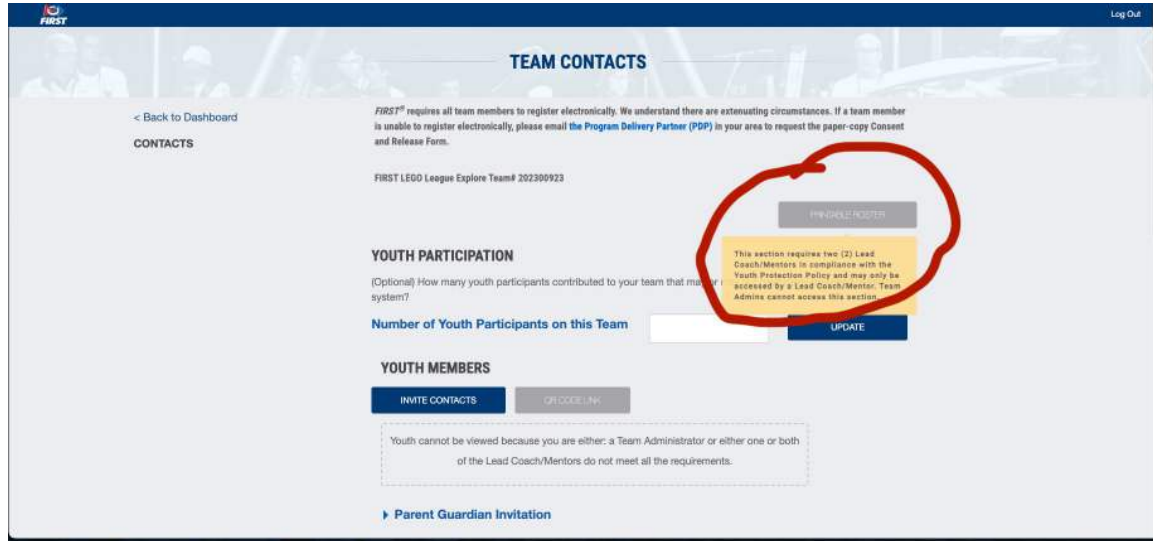 FIRST
Log Out
TEAM CONTACTS
< Back to Dashboard
CONTACTS
FIRST® requires all team members to register electronically. We understand there are extenuating circumstances. If a team member
is unable to register electronically, please email the Program Delivery Partner (PDP) in your area to request the paper-copy Consent
and Release Form.
FIRST LEGO League Explore Team# 202300923
PRINTABLE ROSTER
This section requires two (2) Lead
Coach/Mentors in compliance with the
Youth Protection Policy and may only be
accessed by a Lead Coach/Mentor. Team
Admins cannot access this section.
YOUTH PARTICIPATION
(Optional) How many youth participants contributed to your team that may or
system?
Number of Youth Participants on this Team
UPDATE
YOUTH MEMBERS
INVITE CONTACTS
QR CODE LINK
Youth cannot be viewed because you are either: a Team Administrator or either one or both
of the Lead Coach/Mentors do not meet all the requirements.
Parent Guardian Invitation